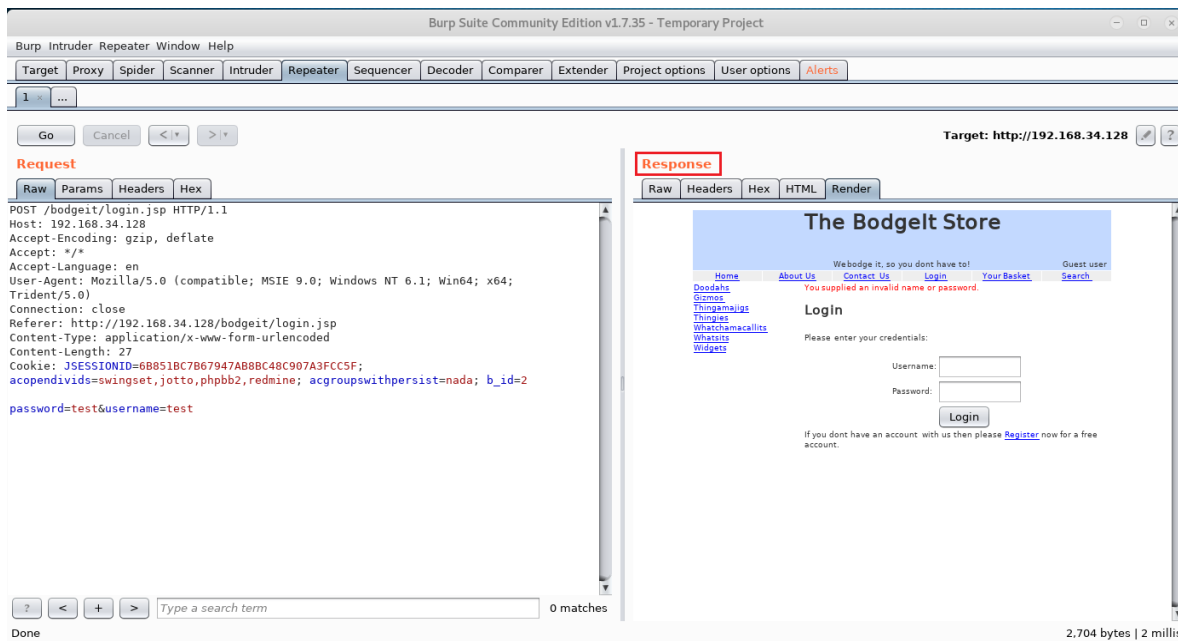 Burp Suite Community Edition v1.7.35 - Temporary Project
Burp Intruder Repeater Window Help
Target Proxy Spider Scanner Intruder Repeater Sequencer Decoder Comparer Extender Project options User options Alerts
1 × ...
Go Cancel < > Target: http://192.168.34.128 ?
Request
Raw Params Headers Hex
POST /bodgeit/login.jsp HTTP/1.1
Host: 192.168.34.128
Accept-Encoding: gzip, deflate
Accept: */*
Accept-Language: en
User-Agent: Mozilla/5.0 (compatible; MSIE 9.0; Windows NT 6.1; Win64; x64;
Trident/5.0)
Connection: close
Referer: http://192.168.34.128/bodgeit/login.jsp
Content-Type: application/x-www-form-urlencoded
Content-Length: 27
Cookie: JSESSIONID=6B851BC7B67947AB8BC48C907A3FCC5F;
acopendivids=swingset,jotto,phpbb2,redmine; acgroupswithpersist=nada; b_id=2
password=test&username=test
? < + > Type a search term 0 matches
Response
Raw Headers Hex HTML Render
The BodgeIt Store
We bodge it, so you dont have to! Guest user
Home About Us Contact Us Login Your Basket Search
Doodahs
Gizmos
Thingamajigs
Thingies
Whatchamacallits
Whatsits
Widgets
You supplied an invalid name or password.
Login
Please enter your credentials:
Username:
Password:
Login
If you dont have an account with us then please Register now for a free
account.
Done 2,704 bytes | 2 millis